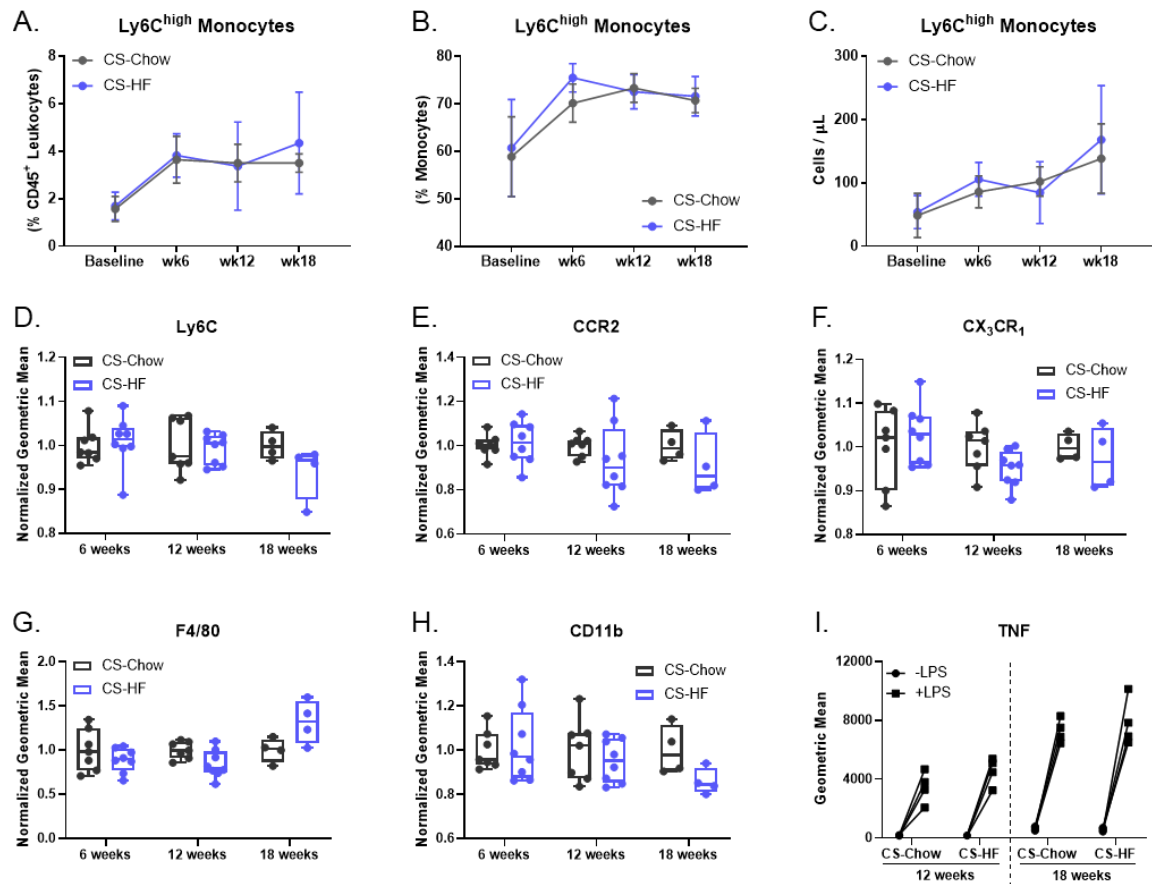 A.
Ly6Chigh Monocytes
CS-Chow
CS-HF
(% CD45+ Leukocytes)
8
6
4
2
0
Baseline wk6 wk12 wk18
B.
Ly6Chigh Monocytes
CS-Chow
CS-HF
(% Monocytes)
80
70
60
50
40
Baseline wk6 wk12 wk18
C.
Ly6Chigh Monocytes
CS-Chow
CS-HF
Cells / μL
300
200
100
0
Baseline wk6 wk12 wk18
D.
Ly6C
CS-Chow
CS-HF
Normalized Geometric Mean
1.2
1.1
1.0
0.9
0.8
6 weeks 12 weeks 18 weeks
E.
CCR2
CS-Chow
CS-HF
Normalized Geometric Mean
1.4
1.2
1.0
0.8
0.6
6 weeks 12 weeks 18 weeks
F.
CX3CR1
CS-Chow
CS-HF
Normalized Geometric Mean
1.2
1.1
1.0
0.9
0.8
6 weeks 12 weeks 18 weeks
G.
F4/80
CS-Chow
CS-HF
Normalized Geometric Mean
2.0
1.5
1.0
0.5
0.0
6 weeks 12 weeks 18 weeks
H.
CD11b
CS-Chow
CS-HF
Normalized Geometric Mean
1.4
1.2
1.0
0.8
0.6
6 weeks 12 weeks 18 weeks
I.
TNF
-LPS
+LPS
Geometric Mean
12000
8000
4000
0
CS-Chow CS-HF CS-Chow CS-HF
12 weeks 18 weeks